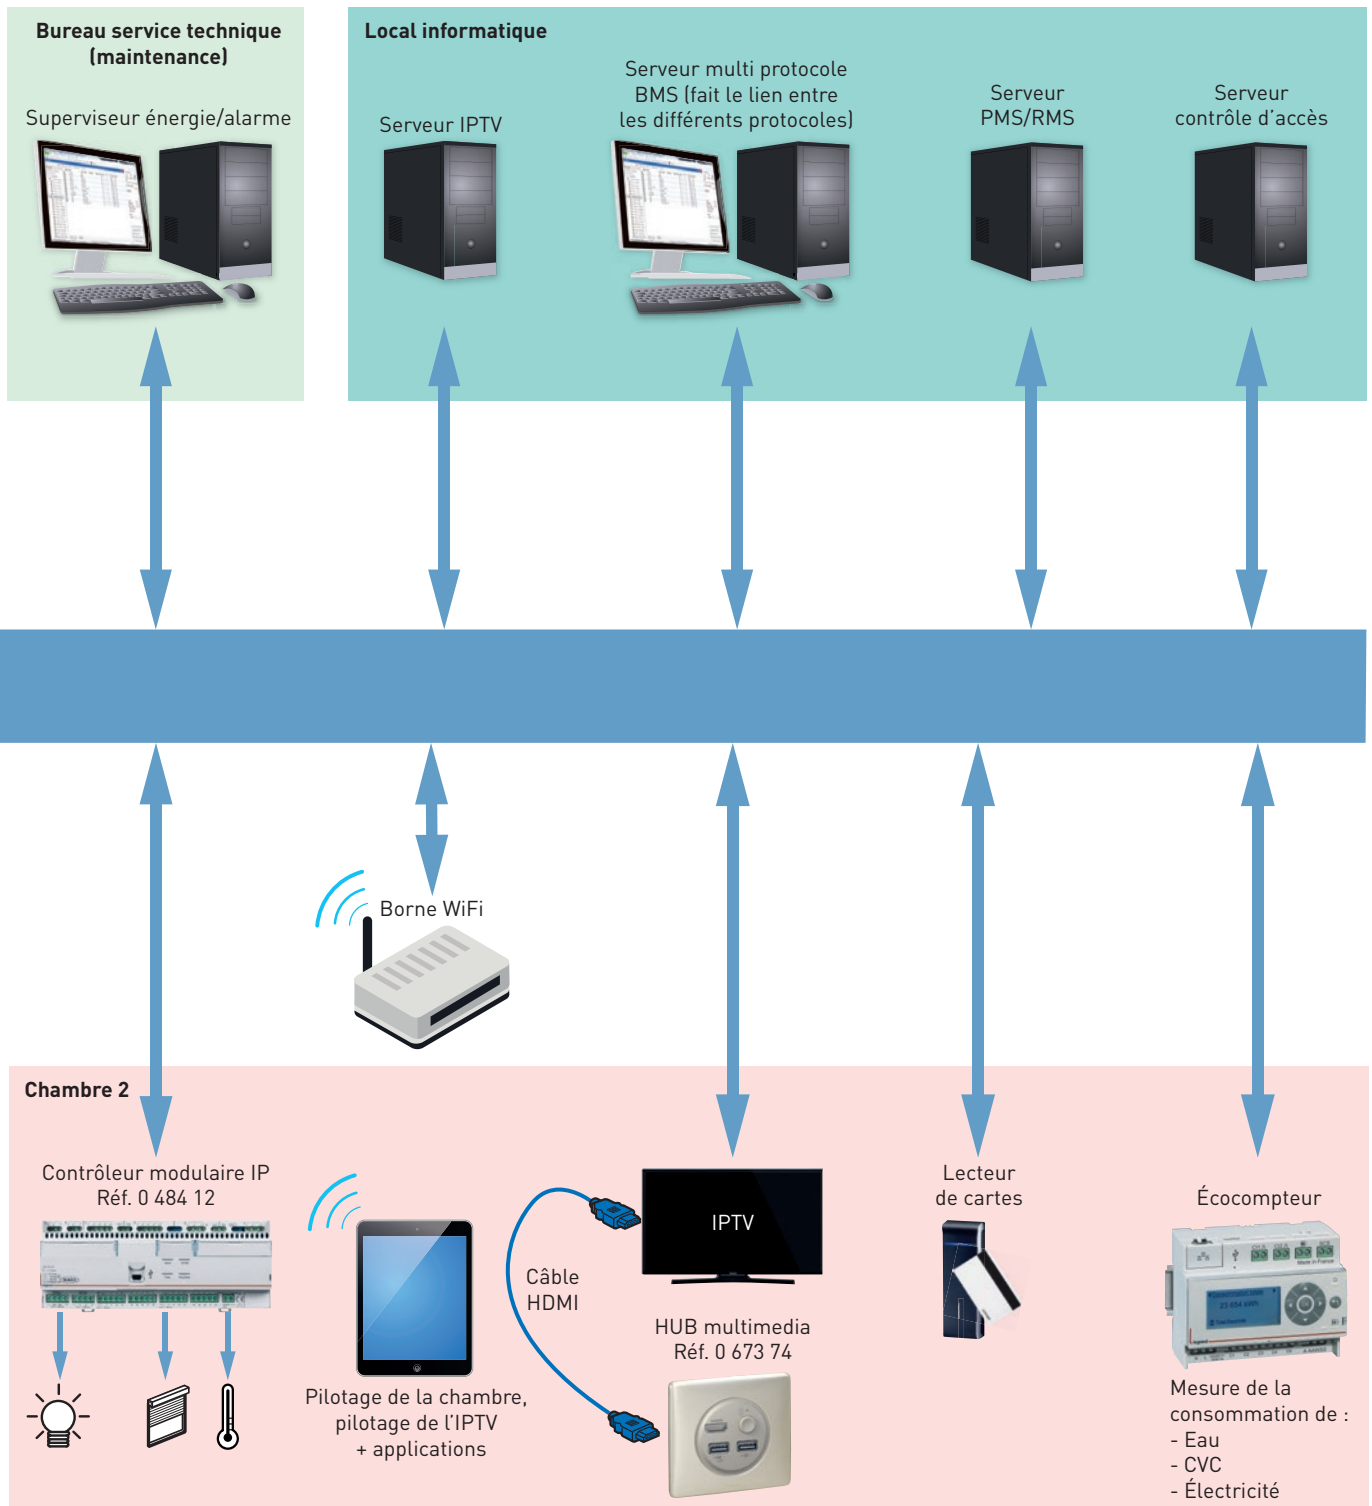 Bureau service technique
(maintenance)
Superviseur énergie/alarme
Local informatique
Serveur IPTV
Serveur multi protocole
BMS (fait le lien entre
les différents protocoles)
Serveur
PMS/RMS
Serveur
contrôle d'accès
Borne WiFi
Chambre 2
Contrôleur modulaire IP
Réf. 0 484 12
Pilotage de la chambre,
pilotage de l'IPTV
+ applications
Câble
HDMI
IPTV
HUB multimedia
Réf. 0 673 74
Lecteur
de cartes
Écocompteur
Made in France
Mesure de la
consommation de :
- Eau
- CVC
- Électricité